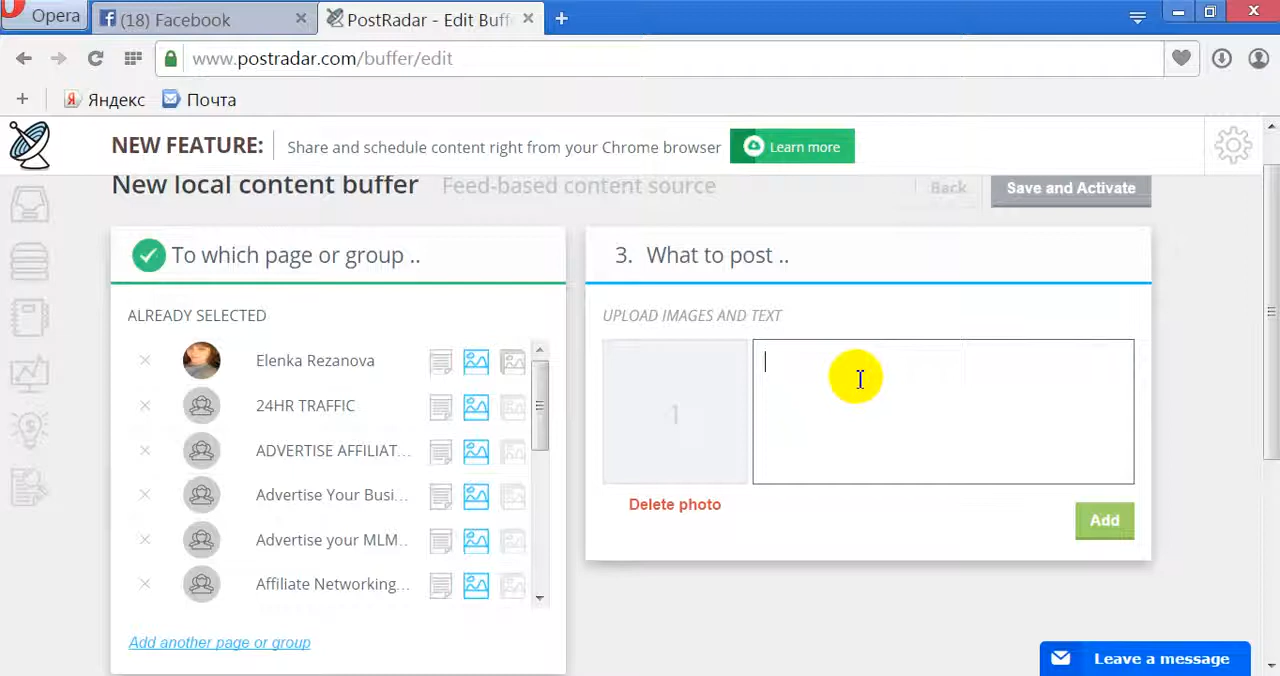 Opera
(18) Facebook
PostRadar - Edit Buff
www.postradar.com/buffer/edit
Яндекс
Почта
NEW FEATURE:
Share and schedule content right from your Chrome browser
Learn more
New local content buffer
Feed-based content source
Back
Save and Activate
To which page or group ..
ALREADY SELECTED
Elenka Rezanova
24HR TRAFFIC
ADVERTISE AFFILIAT...
Advertise Your Busi...
Advertise your MLM..
Affiliate Networking...
Add another page or group
3. What to post ..
UPLOAD IMAGES AND TEXT
1
Delete photo
Add
Leave a message